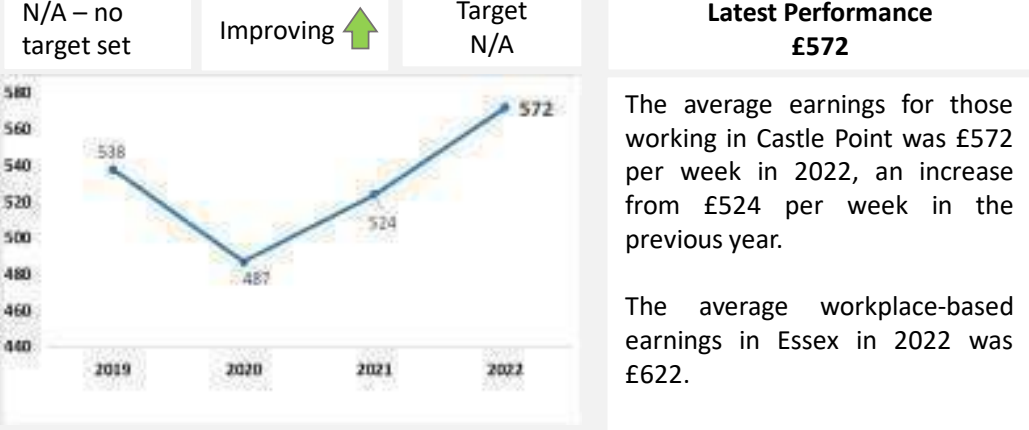 N/A – no
target set
Improving
Target
N/A
Latest Performance
£572
580
560
540
520
500
480
460
440
538
487
524
572
2019 2020 2021 2022
The average earnings for those
working in Castle Point was £572
per week in 2022, an increase
from £524 per week in the
previous year.
The average workplace-based
earnings in Essex in 2022 was
£622.